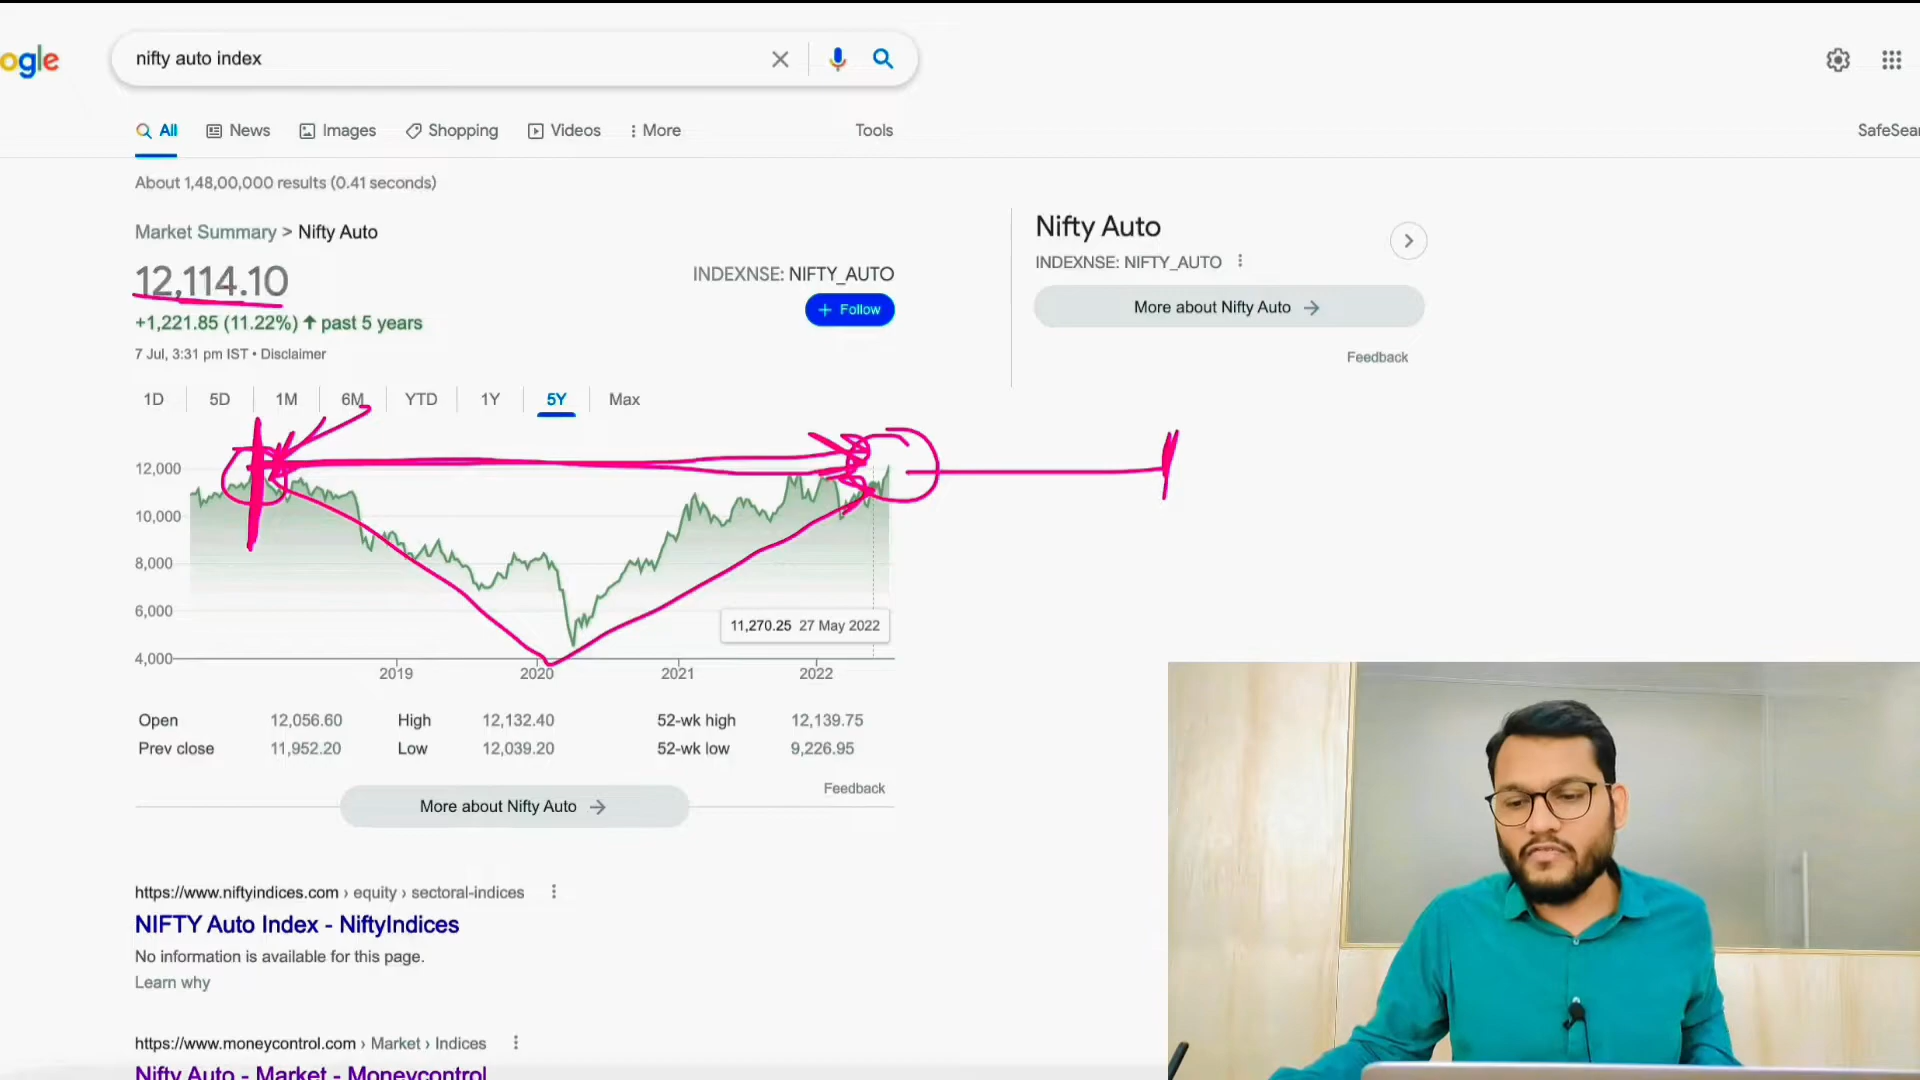 ogle
nifty auto index
All News Images Shopping Videos More Tools SafeSear
About 1,48,00,000 results (0.41 seconds)
Market Summary > Nifty Auto
12,114.10
+1,221.85 (11.22%) ↑ past 5 years
7 Jul, 3:31 pm IST • Disclaimer
INDEXNSE: NIFTY_AUTO
+ Follow
1D 5D 1M 6M YTD 1Y 5Y Max
12,000
10,000
8,000
6,000
4,000
11,270.25 27 May 2022
2019 2020 2021 2022
Open 12,056.60 High 12,132.40 52-wk high 12,139.75
Prev close 11,952.20 Low 12,039.20 52-wk low 9,226.95
Feedback
More about Nifty Auto →
https://www.niftyindices.com › equity › sectoral-indices
NIFTY Auto Index - NiftyIndices
No information is available for this page.
Learn why
https://www.moneycontrol.com › Market › Indices
Nifty Auto - Market - Moneycontrol
Nifty Auto
INDEXNSE: NIFTY_AUTO
More about Nifty Auto →
Feedback